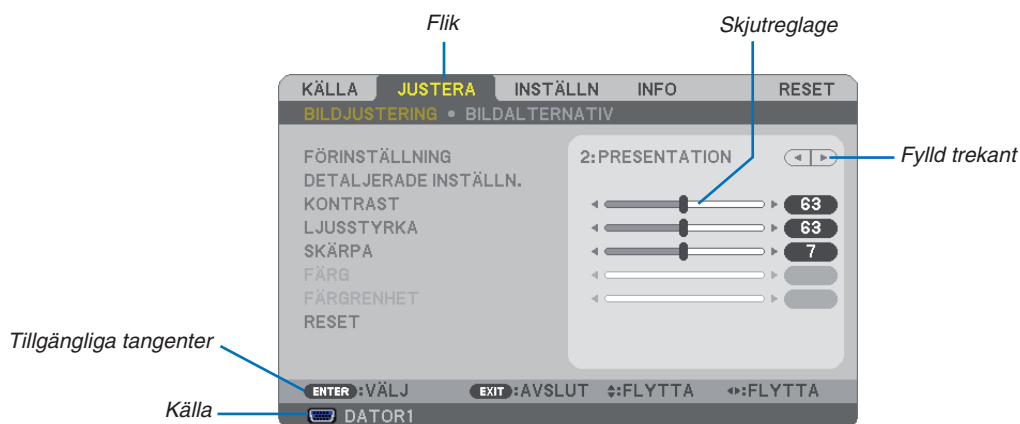 Flik
Skjutreglage
KÄLLA JUSTERA INSTÄLLN INFO RESET
BILDJUSTERING • BILDALTERNATIV
FÖRINSTÄLLNING 2:PRESENTATION
Fylld trekant
DETALJERADE INSTÄLLN.
KONTRAST 63
LJUSSTYRKA 63
SKÄRPA 7
FÄRG
FÄRGRENHET
RESET
Tillgängliga tangenter
ENTER :VÄLJ EXIT :AVSLUT :FLYTTA :FLYTTA
Källa
DATOR1